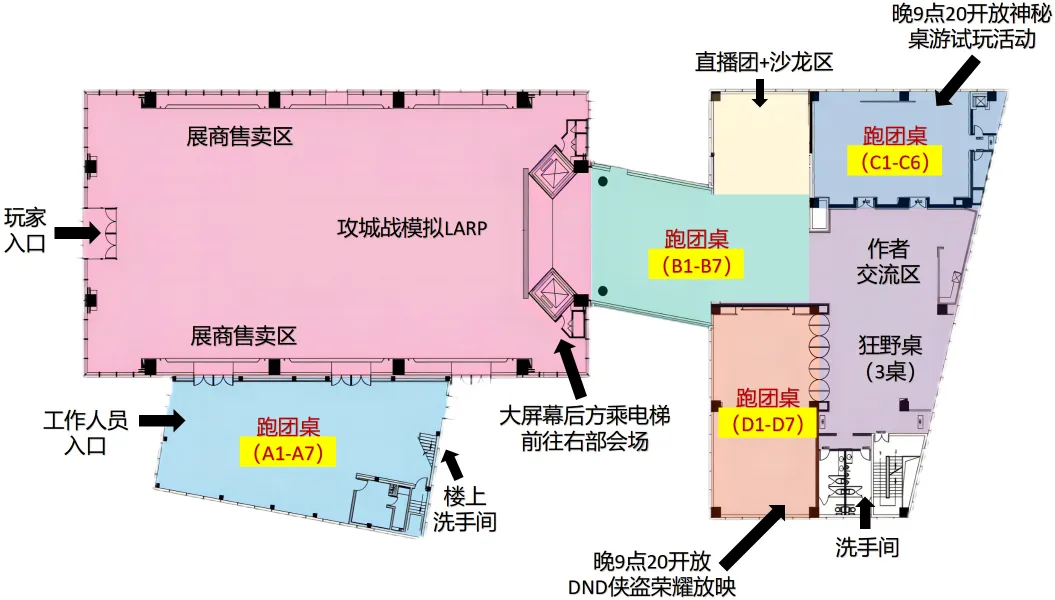 晚9点20开放神秘
桌游试玩活动
直播团+沙龙区
展商售卖区
跑团桌
（C1-C6）
玩家
入口
攻城战模拟LARP
跑团桌
（B1-B7）
作者
交流区
展商售卖区
狂野桌
（3桌）
工作人员
入口
跑团桌
（A1-A7）
大屏幕后方乘电梯
前往右部会场
跑团桌
（D1-D7）
楼上
洗手间
晚9点20开放
DND侠盗荣耀放映
洗手间